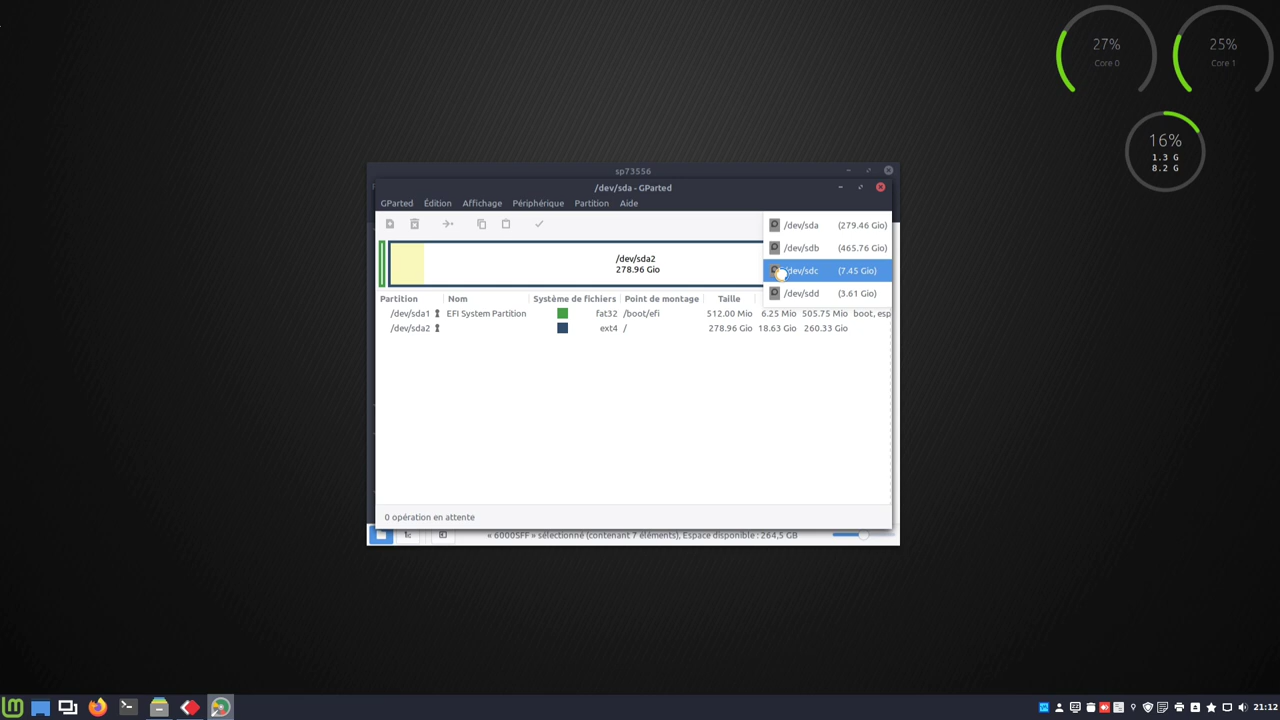 27%
Core 0
25%
Core 1
16%
1.3 G
8.2 G
sp73556
/dev/sda - GParted
GParted Édition Affichage Périphérique Partition Aide
/dev/sda (279.46 Gio)
/dev/sdb (465.76 Gio)
/dev/sdc (7.45 Gio)
/dev/sdd (3.61 Gio)
/dev/sda2
278.96 Gio
Partition Nom Système de fichiers Point de montage Taille
/dev/sda1 EFI System Partition fat32 /boot/efi 512.00 Mio 6.25 Mio 505.75 Mio boot, esp
/dev/sda2 ext4 / 278.96 Gio 18.63 Gio 260.33 Gio
0 opération en attente
« 6000SFF » sélectionné (contenant 7 éléments), Espace disponible : 264,5 GB
21:12